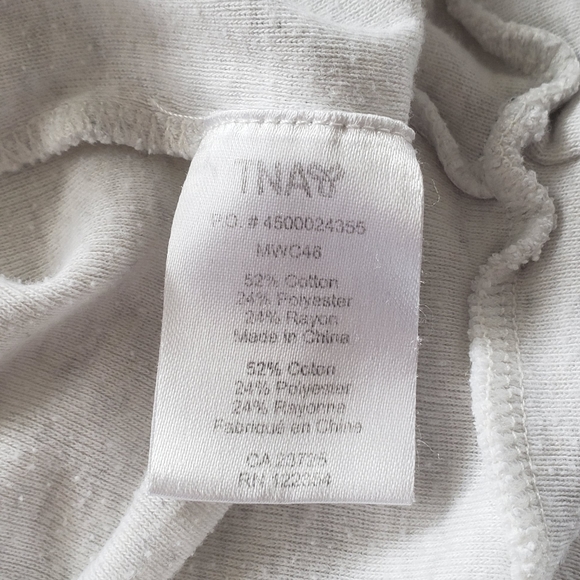 TNA
P.O. # 4500024355
MWC46
52% Cotton
24% Polyester
24% Rayon
Made in China
52% Coton
24% Polyester
24% Rayonne
Fabriqué en Chine
CA 23725
RN 122354